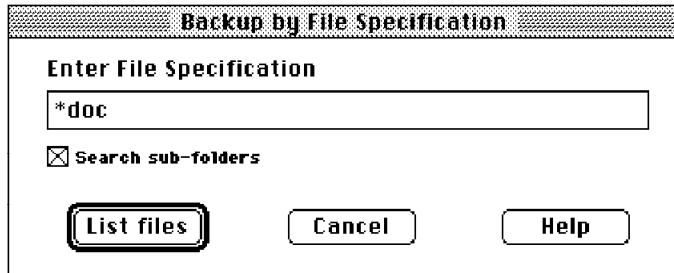 Backup by File Specification
Enter File Specification
*doc
Search sub-folders
List files Cancel Help